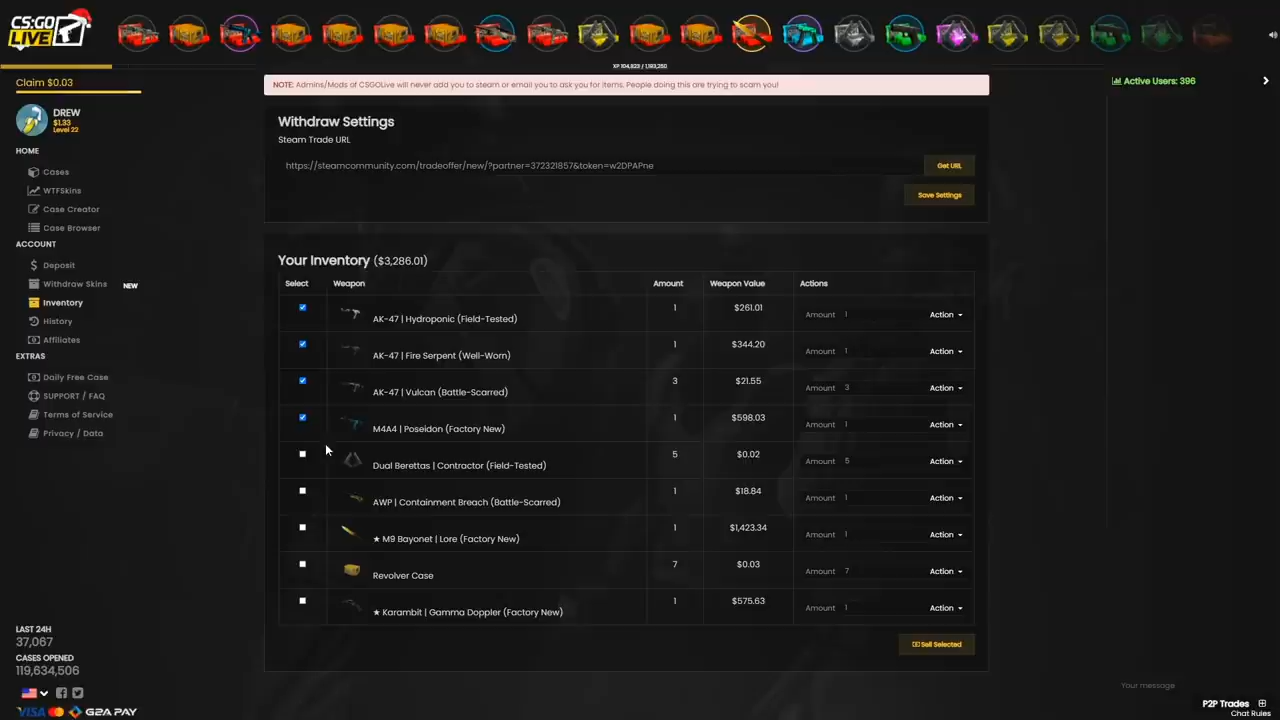 CS:GO
LIVE
XP 104,823 / 1,193,250
Claim $0.03
NOTE: Admins/Mods of CSGOLive will never add you to steam or email you to ask you for items. People doing this are trying to scam you!
Active Users: 396
DREW
$1.33
Level 22
Withdraw Settings
Steam Trade URL
https://steamcommunity.com/tradeoffer/new/?partner=372321857&token=w2DPAPne
Get URL
Save Settings
HOME
Cases
WTFSkins
Case Creator
Case Browser
ACCOUNT
Deposit
Withdraw Skins NEW
Inventory
History
Affiliates
EXTRAS
Daily Free Case
SUPPORT / FAQ
Terms of Service
Privacy / Data
Your Inventory ($3,286.01)
Select Weapon Amount Weapon Value Actions
AK-47 | Hydroponic (Field-Tested) 1 $261.01 Amount 1 Action
AK-47 | Fire Serpent (Well-Worn) 1 $344.20 Amount 1 Action
AK-47 | Vulcan (Battle-Scarred) 3 $21.55 Amount 3 Action
M4A4 | Poseidon (Factory New) 1 $598.03 Amount 1 Action
Dual Berettas | Contractor (Field-Tested) 5 $0.02 Amount 5 Action
AWP | Containment Breach (Battle-Scarred) 1 $18.84 Amount 1 Action
★ M9 Bayonet | Lore (Factory New) 1 $1,423.34 Amount 1 Action
Revolver Case 7 $0.03 Amount 7 Action
★ Karambit | Gamma Doppler (Factory New) 1 $575.63 Amount 1 Action
Sell Selected
LAST 24H
37,067
CASES OPENED
119,634,506
VISA G2A PAY
Your message
P2P Trades
Chat Rules